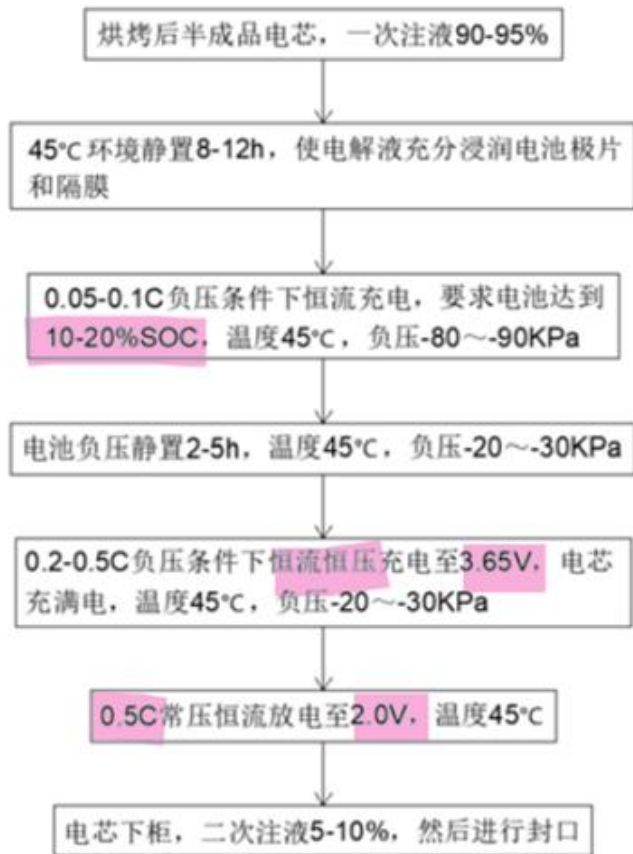 烘烤后半成品电芯，一次注液90-95%
45℃环境静置8-12h，使电解液充分浸润电池极片
和隔膜
0.05-0.1C负压条件下恒流充电，要求电池达到
10-20%SOC，温度45℃，负压-80～-90KPa
电池负压静置2-5h，温度45℃，负压-20～-30KPa
0.2-0.5C负压条件下恒流恒压充电至3.65V，电芯
充满电，温度45℃，负压-20～-30KPa
0.5C常压恒流放电至2.0V，温度45℃
电芯下柜，二次注液5-10%，然后进行封口